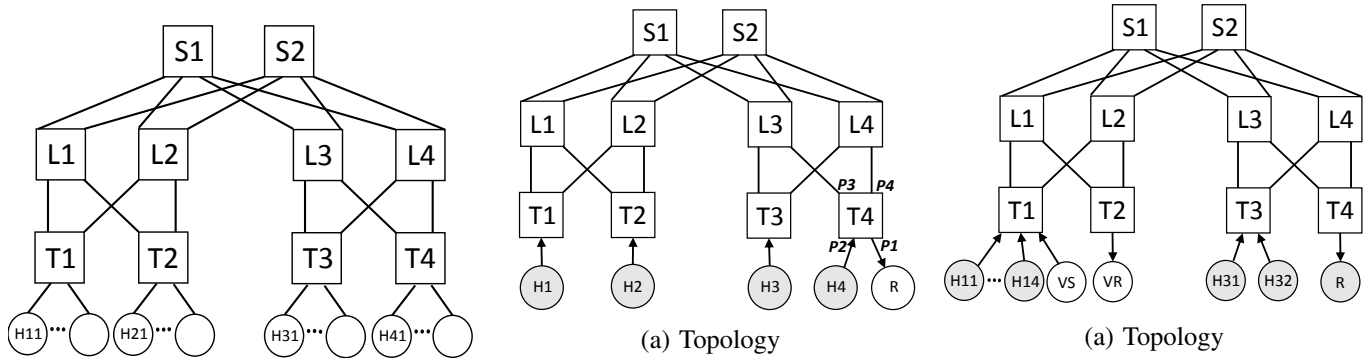 S1 S2
L1 L2 L3 L4
T1 T2 T3 T4
H11 ••• H21 ••• H31 ••• H41 •••
S1 S2
L1 L2 L3 L4
P3 P4
T1 T2 T3 T4
P2 P1
H1 H2 H3 H4 R
(a) Topology
S1 S2
L1 L2 L3 L4
T1 T2 T3 T4
H11 ••• H14 VS VR H31 H32 R
(a) Topology